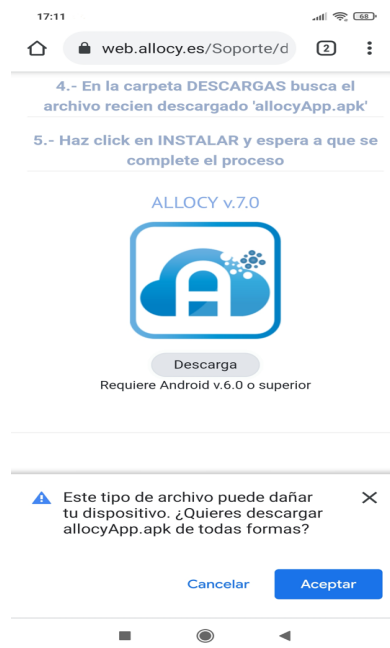 17:11
68
web.allocy.es/Soporte/d
2
4.- En la carpeta DESCARGAS busca el
archivo recien descargado 'allocyApp.apk'
5.- Haz click en INSTALAR y espera a que se
complete el proceso
ALLOCY v.7.0
A
Descarga
Requiere Android v.6.0 o superior
Este tipo de archivo puede dañar
tu dispositivo. ¿Quieres descargar
allocyApp.apk de todas formas?
Cancelar
Aceptar